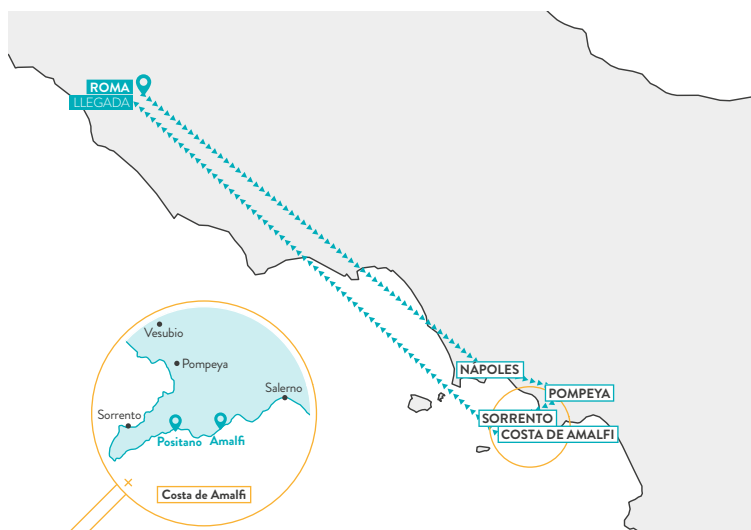 ROMA
LLEGADA
NÁPOLES
POMPEYA
SORRENTO
COSTA DE AMALFI
Vesubio
Pompeya
Salerno
Sorrento
Positano
Amalfi
Costa de Amalfi